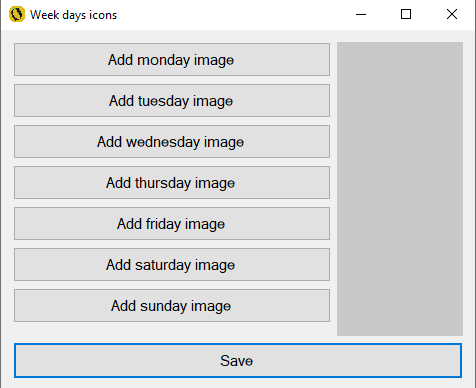 Week days icons
Add monday image
Add tuesday image
Add wednesday image
Add thursday image
Add friday image
Add saturday image
Add sunday image
Save